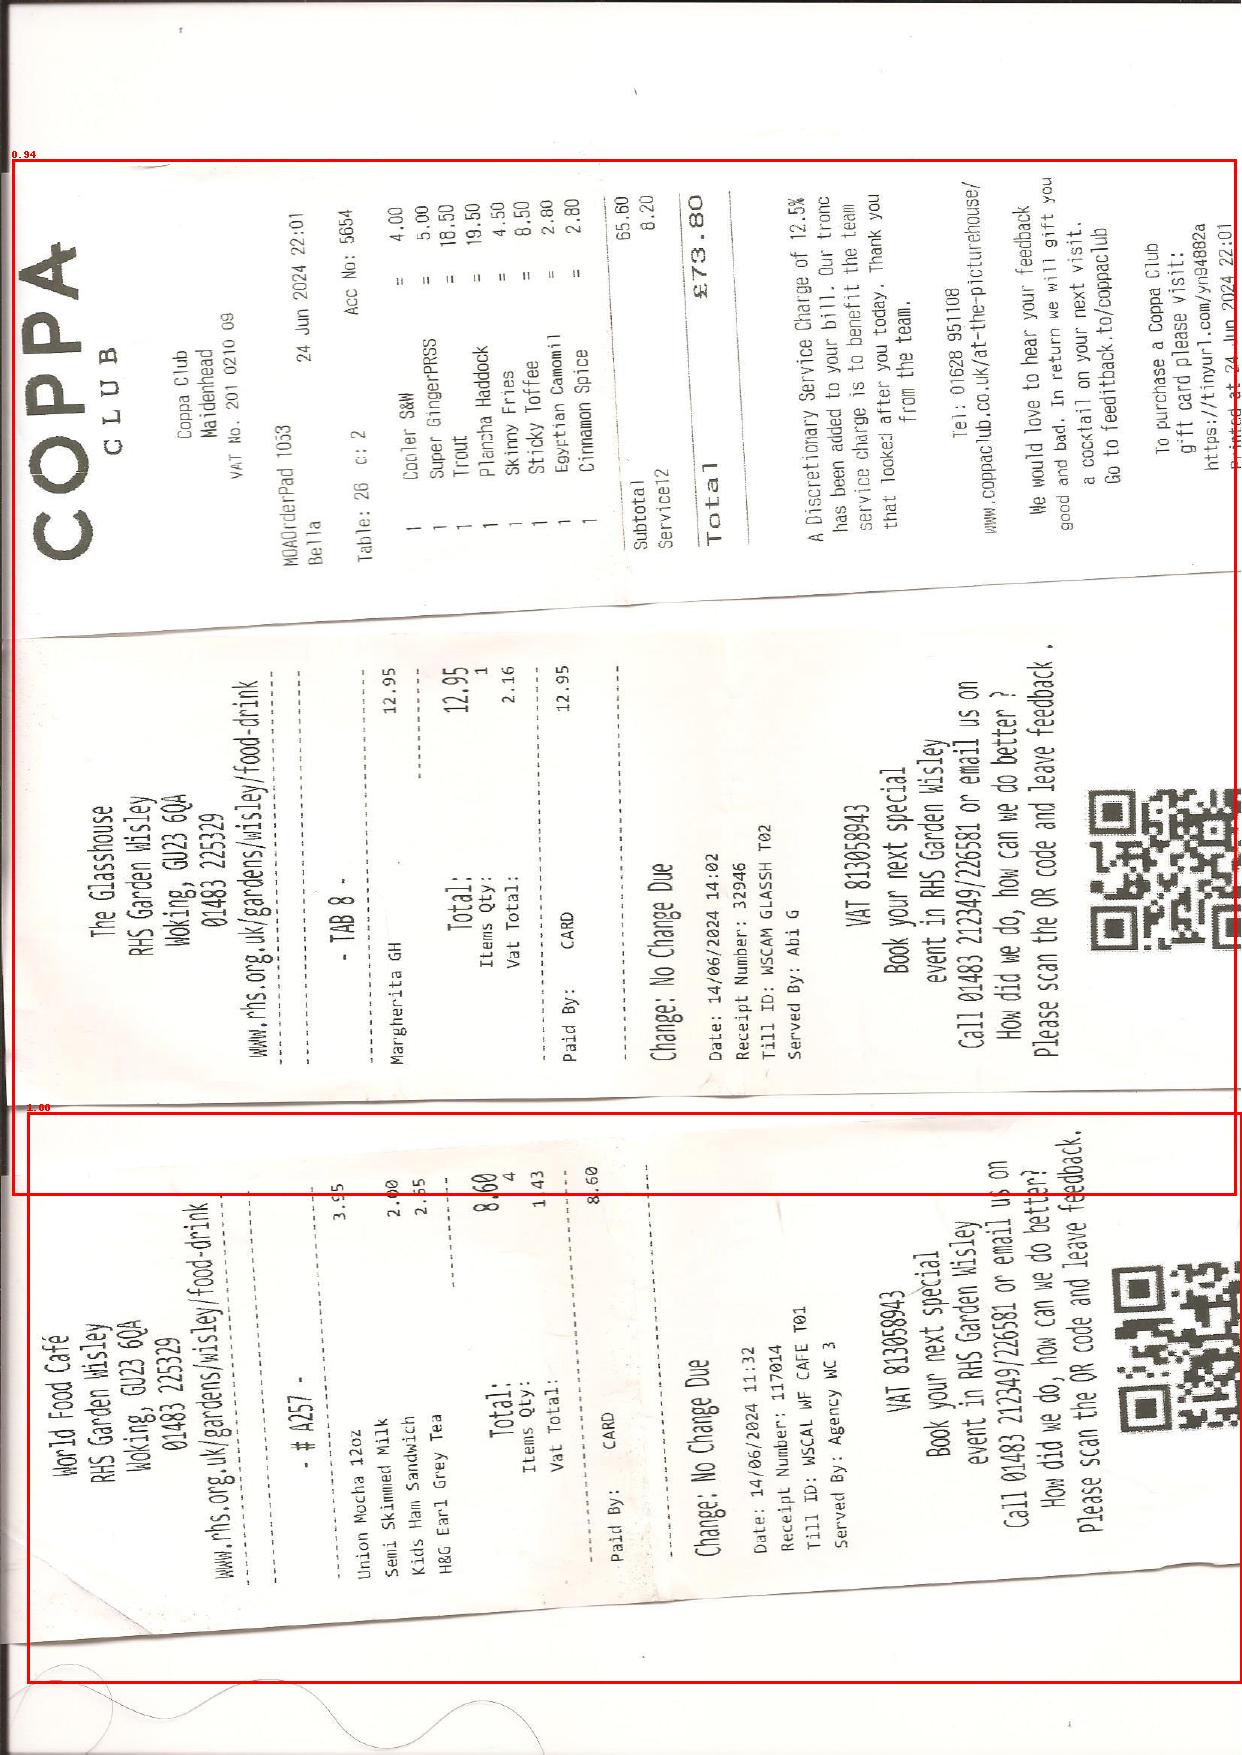 0.94
COPPA
CLUB
Coppa Club
Maidenhead
VAT No. 201 0210 09
MOAOrderPad 1053
Bella 24 Jun 2024 22:01
Table: 26 C: 2 Acc No: 5654
1 Cooler S&W = 4.00
1 Super GingerPRSS = 5.00
1 Trout = 18.50
1 Plancha Haddock = 19.50
1 Skinny Fries = 4.50
1 Sticky Toffee = 8.50
1 Egyptian Camomil = 2.80
1 Cinnamon Spice = 2.80
Subtotal 65.60
Service12 8.20
Total £73.80
A Discretionary Service Charge of 12.5%
has been added to your bill. Our tronc
service charge is to benefit the team
that looked after you today. Thank you
from the team.
Tel: 01628 951108
www.coppaclub.co.uk/at-the-picturehouse/
We would love to hear your feedback
good and bad. In return we will gift you
a cocktail on your next visit.
Go to feeditback.to/coppaclub
To purchase a Coppa Club
gift card please visit:
https://tinyurl.com/yn94882a
Printed at 24 Jun 2024 22:01
The Glasshouse
RHS Garden Wisley
Woking, GU23 6QA
01483 225329
www.rhs.org.uk/gardens/wisley/food-drink
- TAB 8 -
Margherita GH 12.95
Total: 12.95
Items Qty: 1
Vat Total: 2.16
Paid By: CARD 12.95
Change: No Change Due
Date: 14/06/2024 14:02
Receipt Number: 32946
Till ID: WSCAM GLASSH T02
Served By: Abi G
VAT 813058943
Book your next special
event in RHS Garden Wisley
Call 01483 212349/226581 or email us on
How did we do, how can we do better ?
Please scan the QR code and leave feedback .
1.00
World Food Café
RHS Garden Wisley
Woking, GU23 6QA
01483 225329
www.rhs.org.uk/gardens/wisley/food-drink
- # A257 -
Union Mocha 12oz 3.95
Semi Skimmed Milk
Kids Ham Sandwich 2.00
H&G Earl Grey Tea 2.65
Total: 8.60
Items Qty: 4
Vat Total: 1.43
Paid By: CARD 8.60
Change: No Change Due
Date: 14/06/2024 11:32
Receipt Number: 117014
Till ID: WSCAL WF CAFE T01
Served By: Agency WC 3
VAT 813058943
Book your next special
event in RHS Garden Wisley
Call 01483 212349/226581 or email us on
How did we do, how can we do better?
Please scan the QR code and leave feedback.